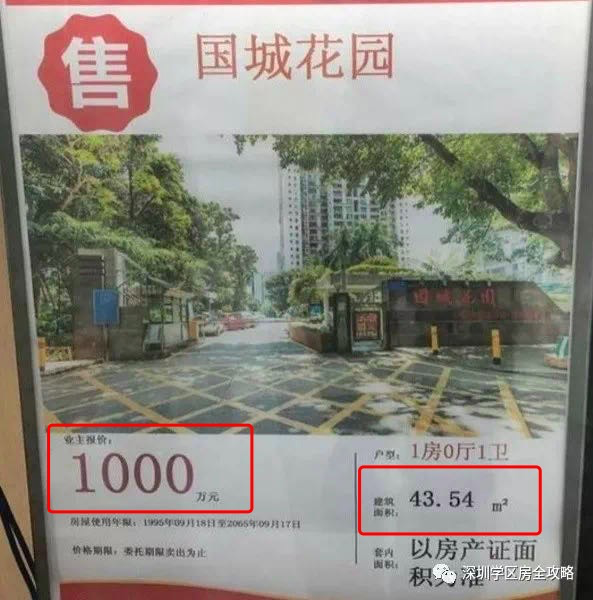 售
国城花园
国城花园
业主报价:
1000 万元
房屋使用年限: 1995年09月18日至2065年09月17日
价格期限: 委托期限卖出为止
户型: 1房0厅1卫
建筑
面积: 43.54 m²
套内
面积: 以房产证面
积为准
深圳学区房全攻略